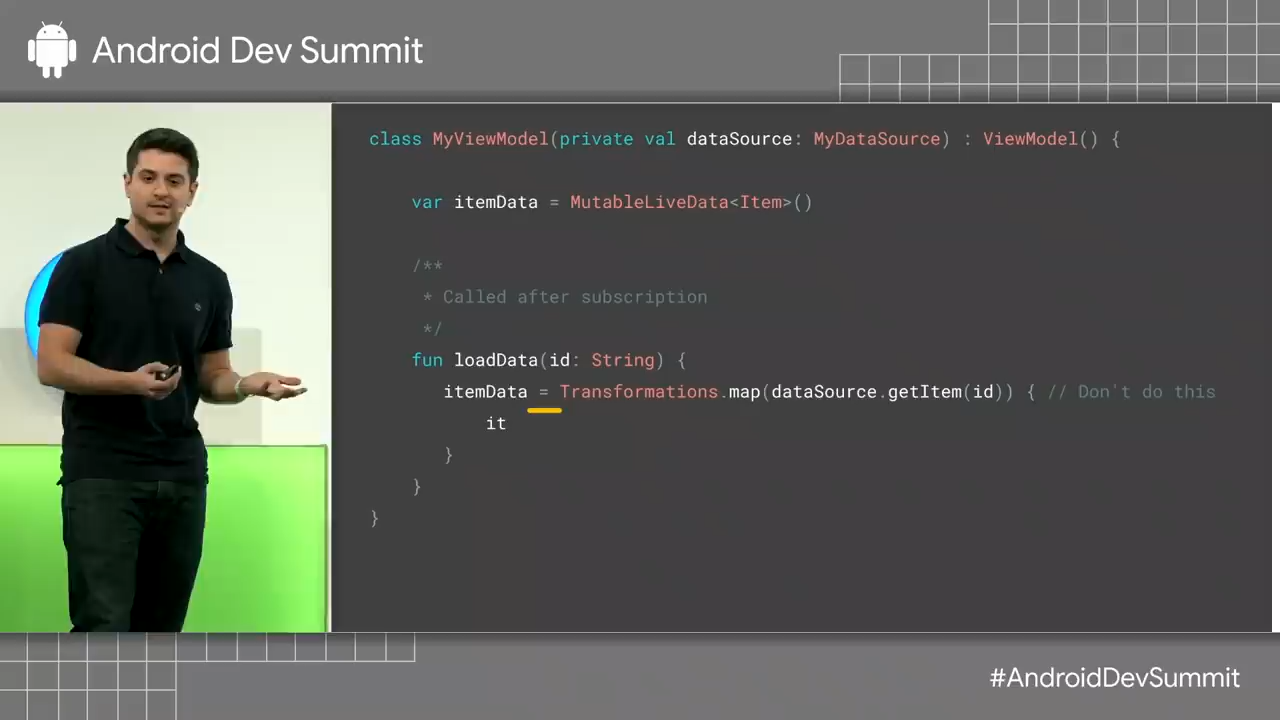 Android Dev Summit
class MyViewModel(private val dataSource: MyDataSource) : ViewModel() {
var itemData = MutableLiveData<Item>()
/**
* Called after subscription
*/
fun loadData(id: String) {
itemData = Transformations.map(dataSource.getItem(id)) { // Don't do this
it
}
}
}
#AndroidDevSummit